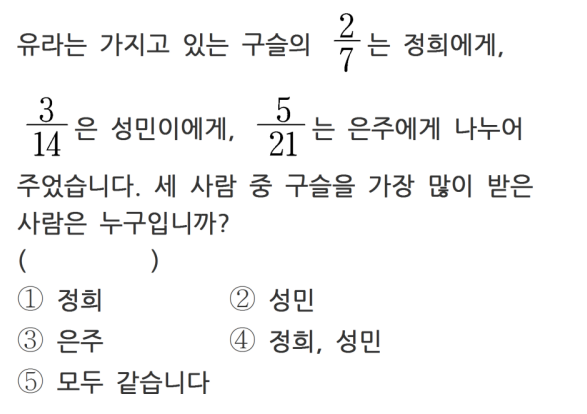 유라는 가지고 있는 구슬의 2/7 는 정희에게,
3/14 은 성민이에게, 5/21 는 은주에게 나누어
주었습니다. 세 사람 중 구슬을 가장 많이 받은
사람은 누구입니까?
( )
① 정희 ② 성민
③ 은주 ④ 정희, 성민
⑤ 모두 같습니다